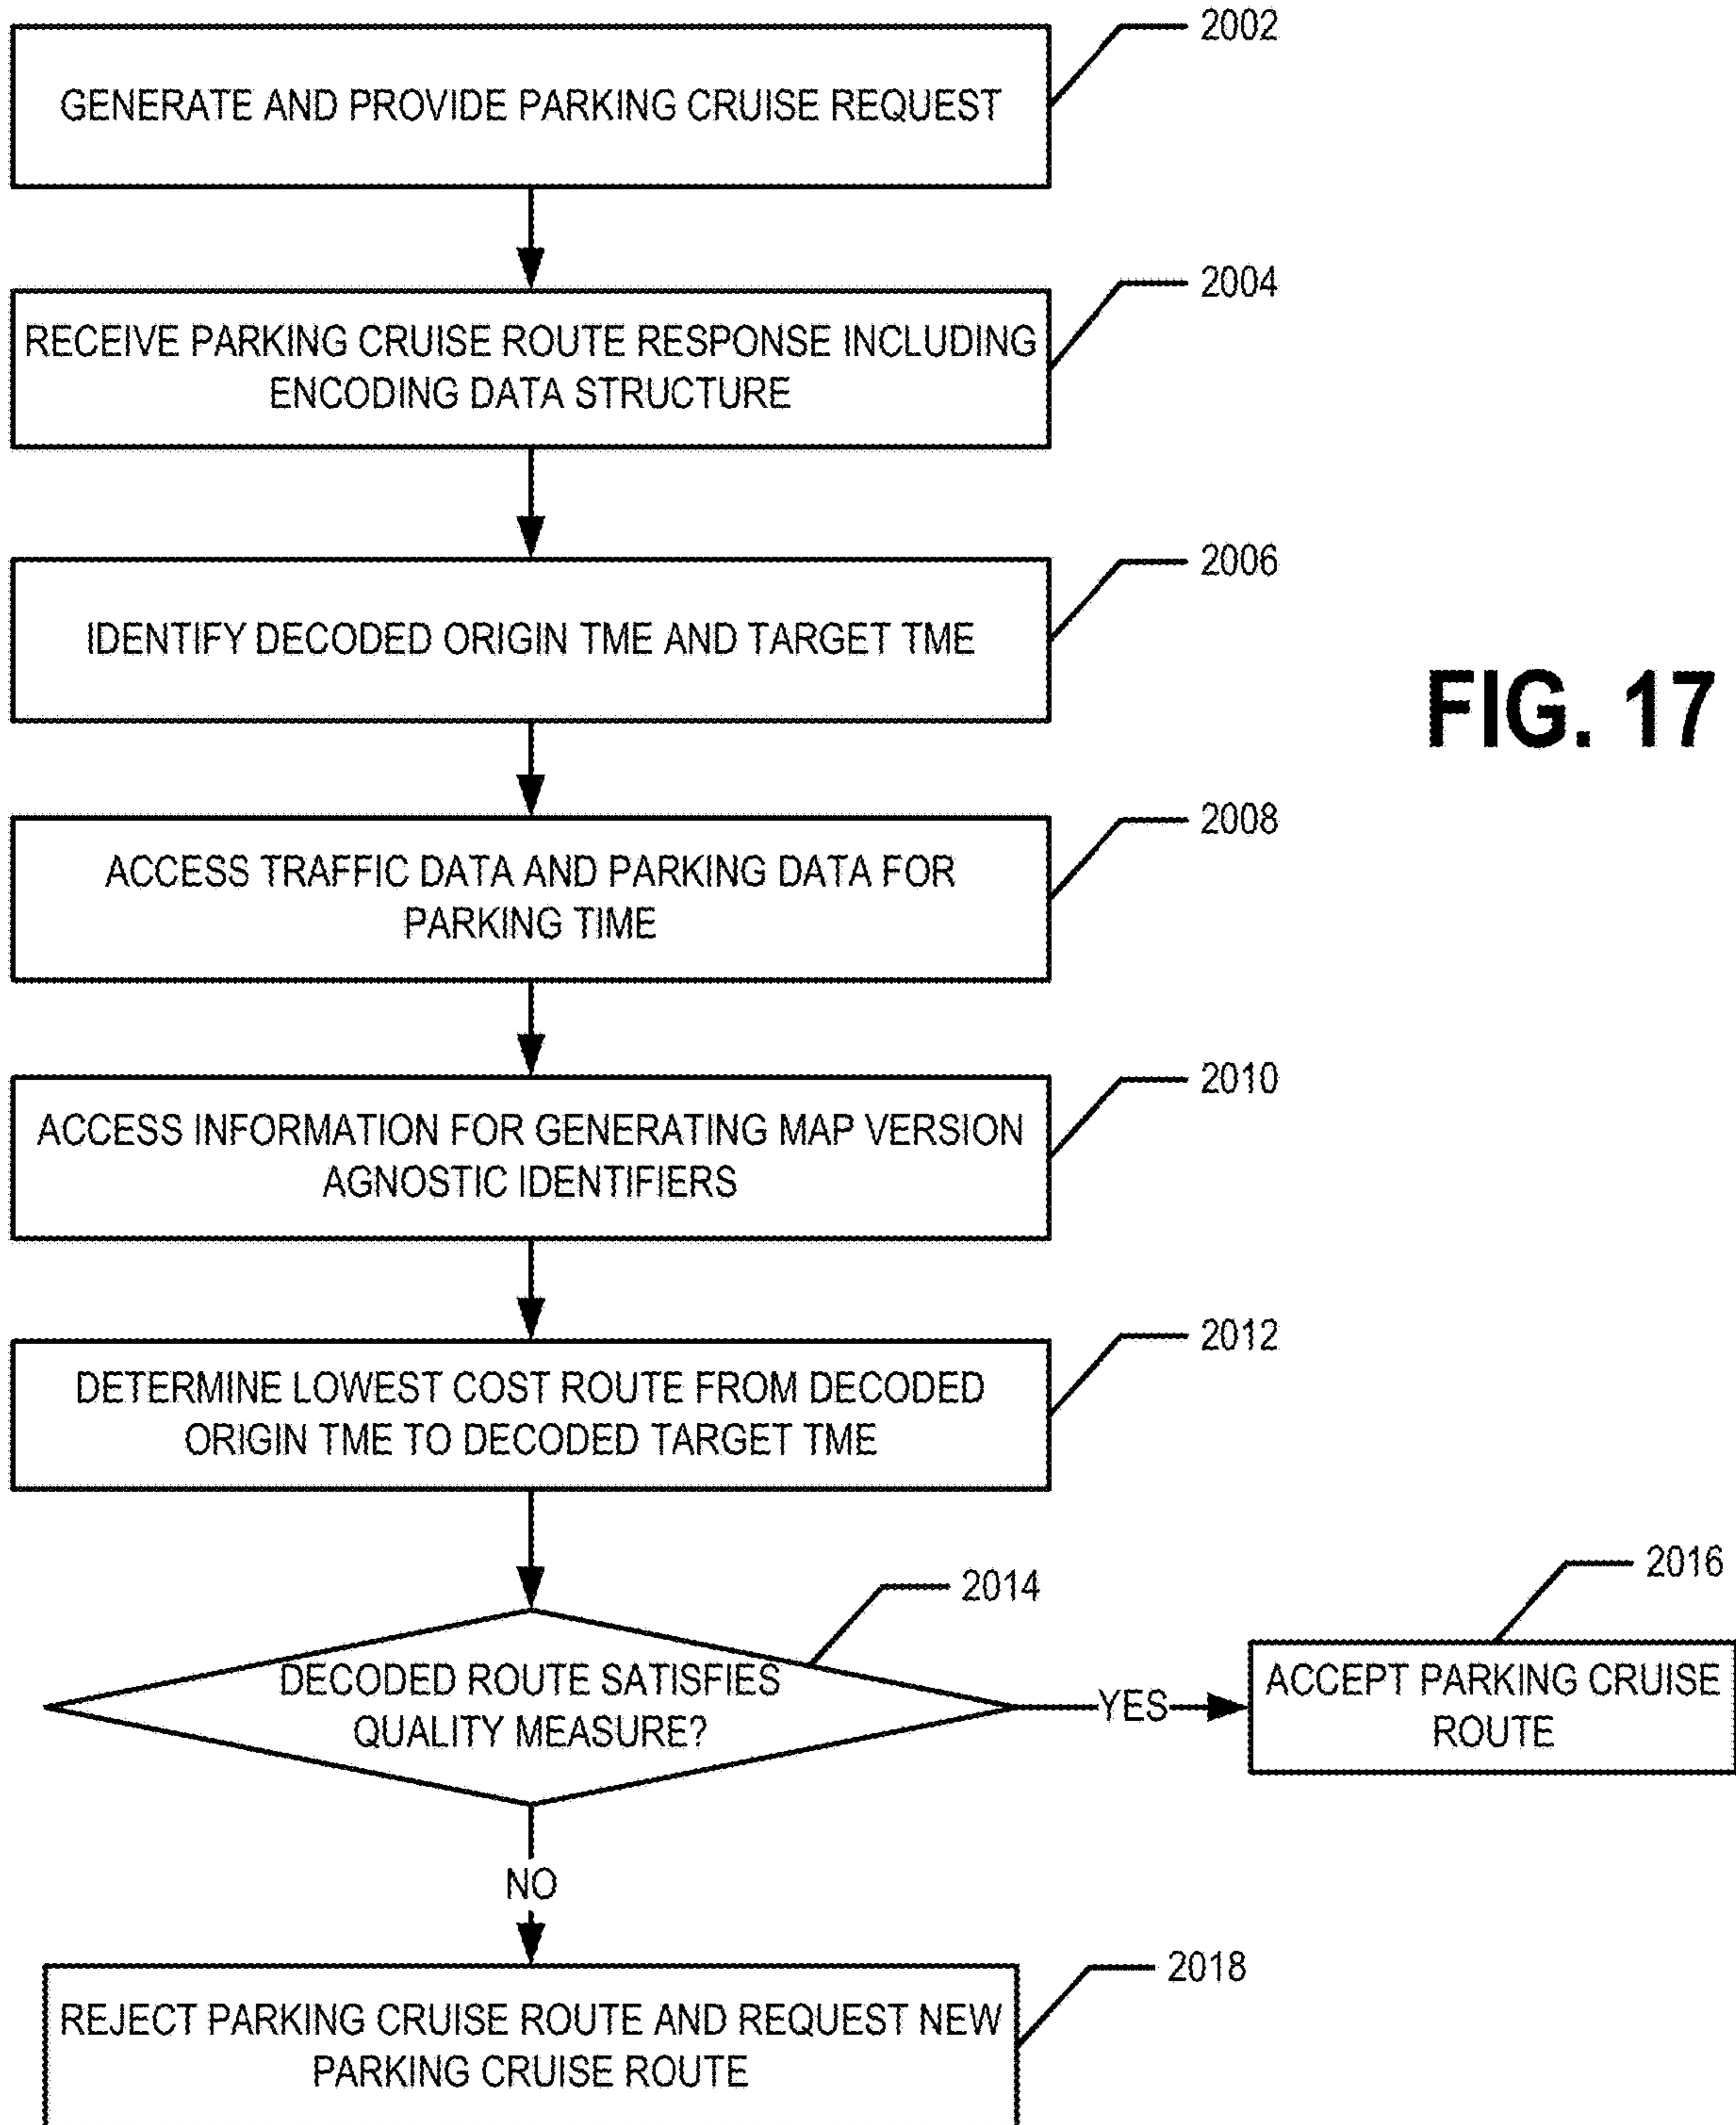 2002
GENERATE AND PROVIDE PARKING CRUISE REQUEST
2004
RECEIVE PARKING CRUISE ROUTE RESPONSE INCLUDING
ENCODING DATA STRUCTURE
2006
IDENTIFY DECODED ORIGIN TME AND TARGET TME
FIG. 17
2008
ACCESS TRAFFIC DATA AND PARKING DATA FOR
PARKING TIME
2010
ACCESS INFORMATION FOR GENERATING MAP VERSION
AGNOSTIC IDENTIFIERS
2012
DETERMINE LOWEST COST ROUTE FROM DECODED
ORIGIN TME TO DECODED TARGET TME
2014
DECODED ROUTE SATISFIES
QUALITY MEASURE?
YES
2016
ACCEPT PARKING CRUISE
ROUTE
NO
2018
REJECT PARKING CRUISE ROUTE AND REQUEST NEW
PARKING CRUISE ROUTE